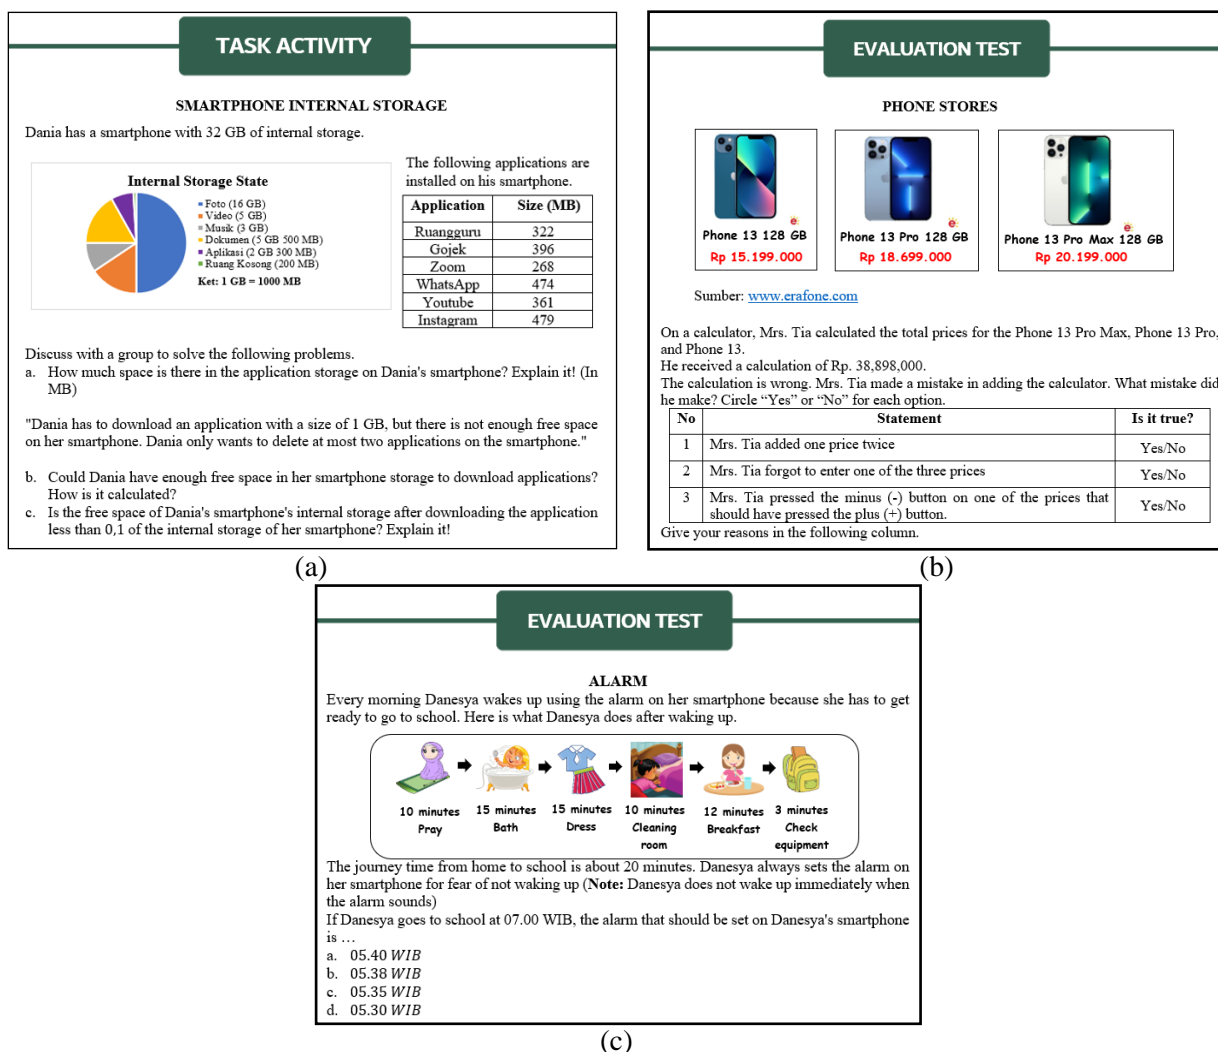 TASK ACTIVITY
SMARTPHONE INTERNAL STORAGE
Dania has a smartphone with 32 GB of internal storage.
Internal Storage State
Foto (16 GB)
Video (5 GB)
Musik (3 GB)
Dokumen (5 GB 500 MB)
Aplikasi (2 GB 300 MB)
Ruang Kosong (200 MB)
Ket: 1 GB = 1000 MB
The following applications are
installed on his smartphone.
Application Size (MB)
Ruangguru 322
Gojek 396
Zoom 268
WhatsApp 474
Youtube 361
Instagram 479
Discuss with a group to solve the following problems.
a. How much space is there in the application storage on Dania's smartphone? Explain it! (In
MB)
"Dania has to download an application with a size of 1 GB, but there is not enough free space
on her smartphone. Dania only wants to delete at most two applications on the smartphone."
b. Could Dania have enough free space in her smartphone storage to download applications?
How is it calculated?
c. Is the free space of Dania's smartphone's internal storage after downloading the application
less than 0,1 of the internal storage of her smartphone? Explain it!
(a)
EVALUATION TEST
PHONE STORES
Phone 13 128 GB
Rp 15.199.000
Phone 13 Pro 128 GB
Rp 18.699.000
Phone 13 Pro Max 128 GB
Rp 20.199.000
Sumber: www.erafone.com
On a calculator, Mrs. Tia calculated the total prices for the Phone 13 Pro Max, Phone 13 Pro,
and Phone 13.
He received a calculation of Rp. 38,898,000.
The calculation is wrong. Mrs. Tia made a mistake in adding the calculator. What mistake did
he make? Circle “Yes” or “No” for each option.
No Statement Is it true?
1 Mrs. Tia added one price twice Yes/No
2 Mrs. Tia forgot to enter one of the three prices Yes/No
3 Mrs. Tia pressed the minus (-) button on one of the prices that
should have pressed the plus (+) button. Yes/No
Give your reasons in the following column.
(b)
EVALUATION TEST
ALARM
Every morning Danesya wakes up using the alarm on her smartphone because she has to get
ready to go to school. Here is what Danesya does after waking up.
10 minutes
Pray
15 minutes
Bath
15 minutes
Dress
10 minutes
Cleaning
room
12 minutes
Breakfast
3 minutes
Check
equipment
The journey time from home to school is about 20 minutes. Danesya always sets the alarm on
her smartphone for fear of not waking up (Note: Danesya does not wake up immediately when
the alarm sounds)
If Danesya goes to school at 07.00 WIB, the alarm that should be set on Danesya's smartphone
is …
a. 05.40 WIB
b. 05.38 WIB
c. 05.35 WIB
d. 05.30 WIB
(c)